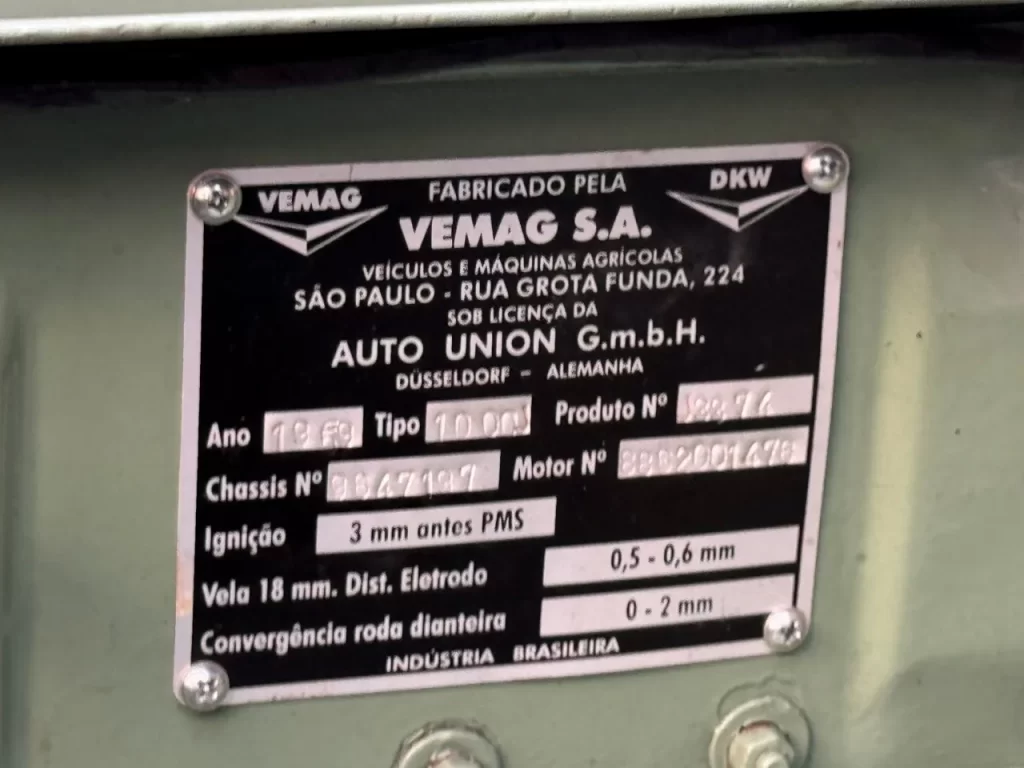 VEMAG
FABRICADO PELA
DKW
VEMAG S.A.
VEÍCULOS E MÁQUINAS AGRÍCOLAS
SÃO PAULO - RUA GROTA FUNDA, 224
SOB LICENÇA DA
AUTO UNION G.m.b.H.
DÜSSELDORF - ALEMANHA
Ano Tipo Produto Nº
Chassis Nº Motor Nº
Ignição 3 mm antes PMS
Vela 18 mm. Dist. Eletrodo 0,5 - 0,6 mm
Convergência roda dianteira 0 - 2 mm
INDÚSTRIA BRASILEIRA